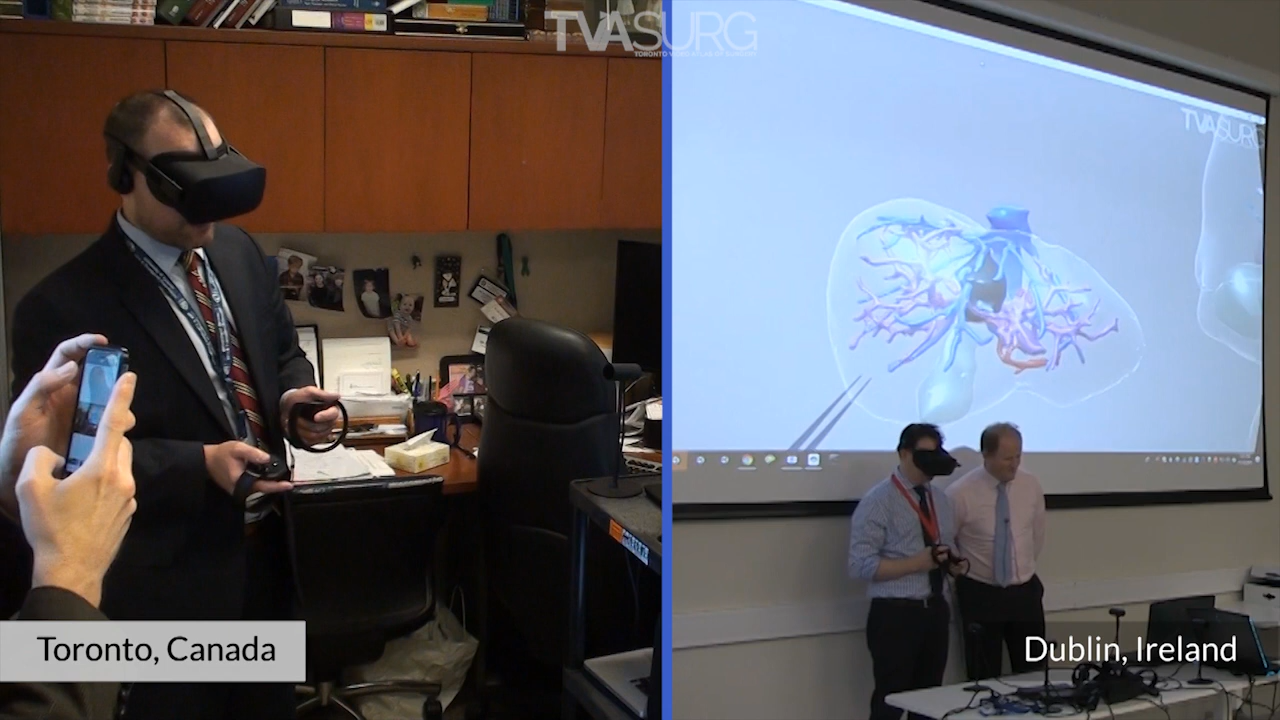 TVASURG
TORONTO VIDEO ATLAS OF SURGERY
TVASURG
Toronto, Canada
Dublin, Ireland